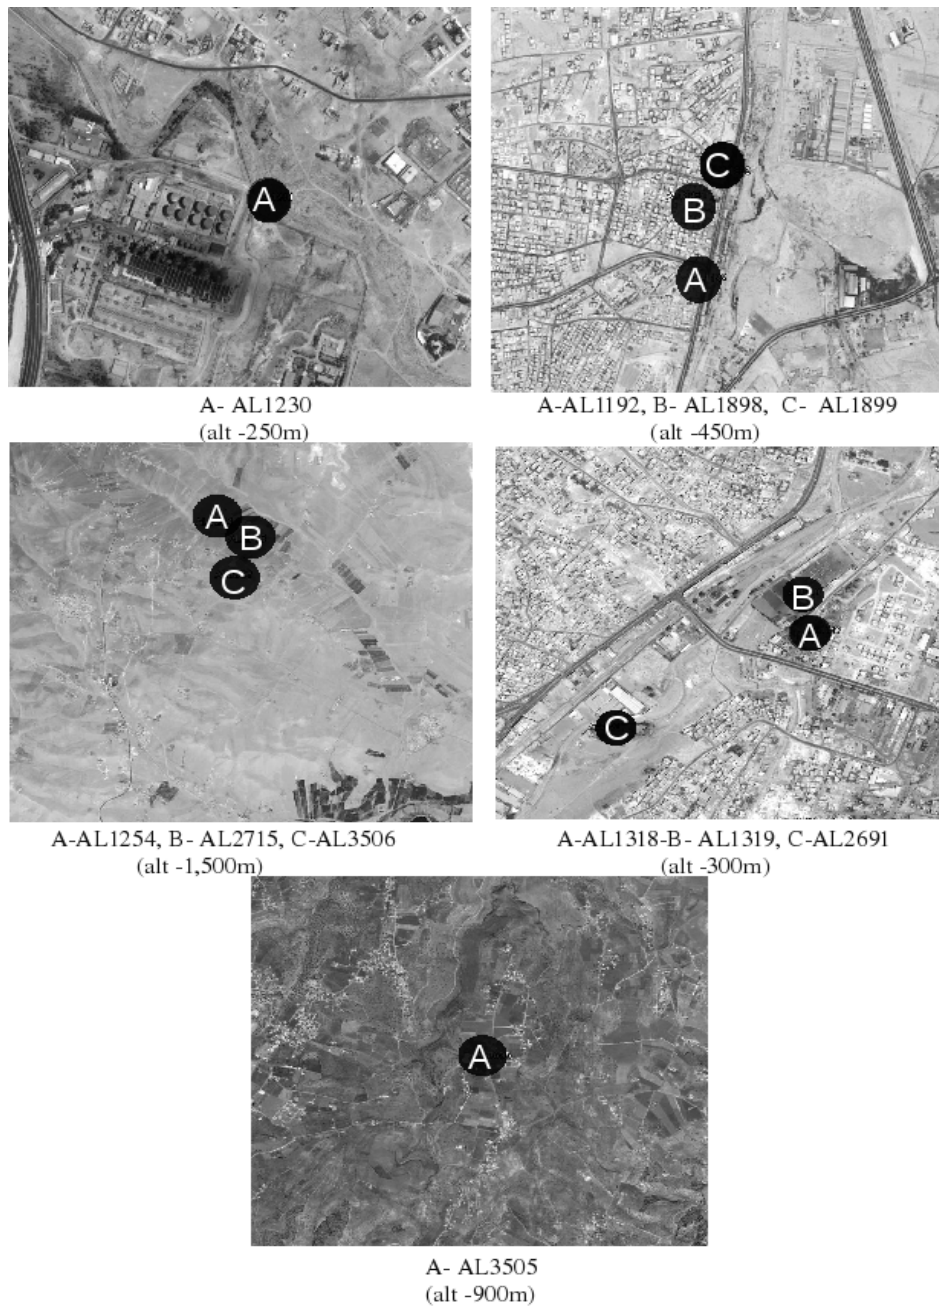 A
A- AL1230
(alt -250m)
C
B
A
A-AL1192, B- AL1898, C- AL1899
(alt -450m)
A
B
C
A-AL1254, B- AL2715, C-AL3506
(alt -1,500m)
B
A
C
A-AL1318-B- AL1319, C-AL2691
(alt -300m)
A
A- AL3505
(alt -900m)